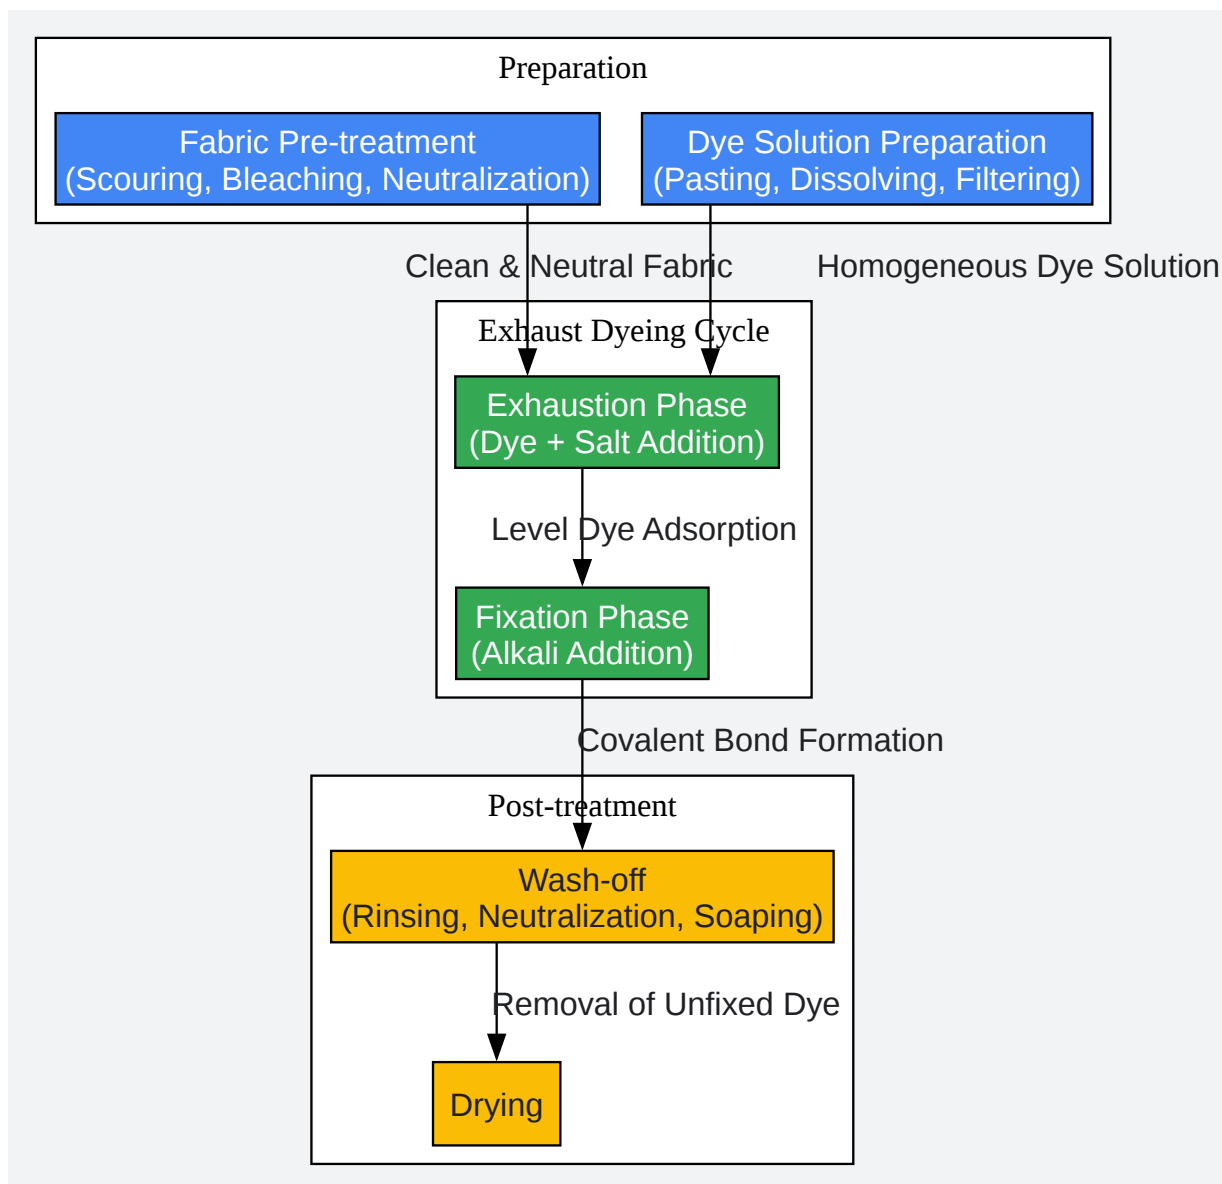 Preparation
Fabric Pre-treatment
(Scouring, Bleaching, Neutralization)
Dye Solution Preparation
(Pasting, Dissolving, Filtering)
Clean & Neutral Fabric
Homogeneous Dye Solution
Exhaust Dyeing Cycle
Exhaustion Phase
(Dye + Salt Addition)
Level Dye Adsorption
Fixation Phase
(Alkali Addition)
Covalent Bond Formation
Post-treatment
Wash-off
(Rinsing, Neutralization, Soaping)
Removal of Unfixed Dye
Drying